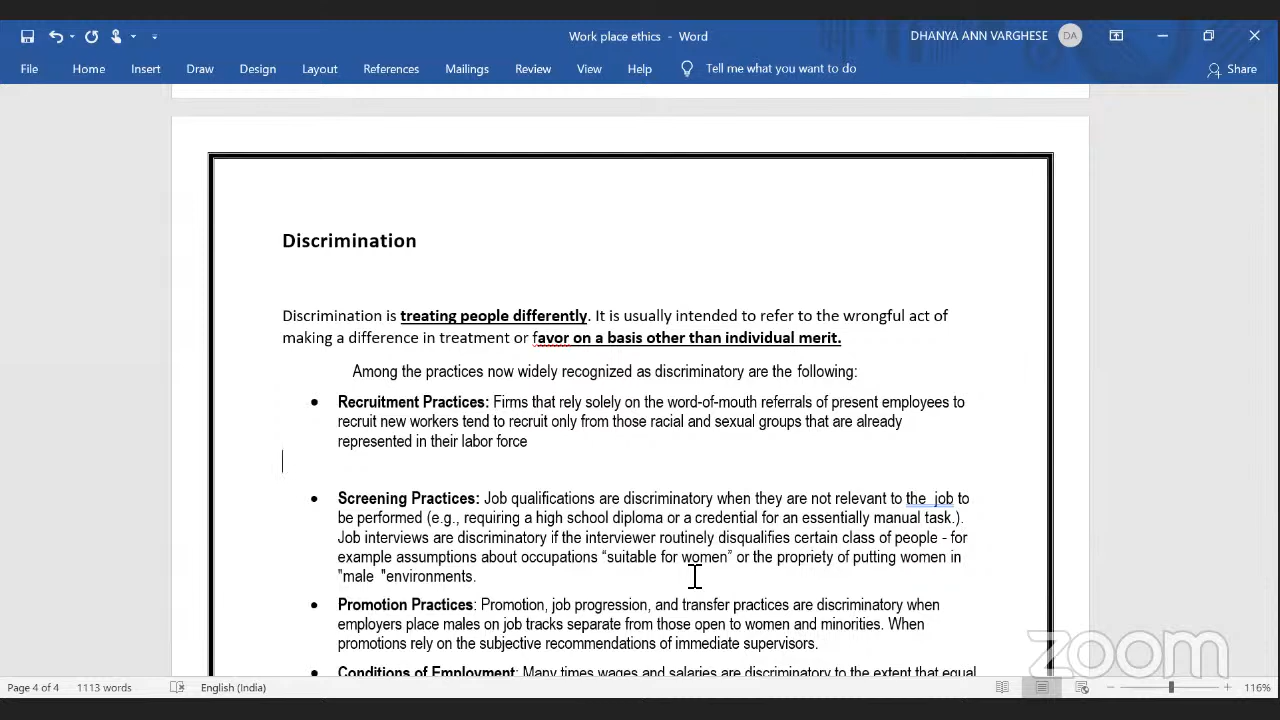 Work place ethics - Word
DHANYA ANN VARGHESE DA
File Home Insert Draw Design Layout References Mailings Review View Help Tell me what you want to do Share
Discrimination
Discrimination is treating people differently. It is usually intended to refer to the wrongful act of
making a difference in treatment or favor on a basis other than individual merit.
Among the practices now widely recognized as discriminatory are the following:
• Recruitment Practices: Firms that rely solely on the word-of-mouth referrals of present employees to
recruit new workers tend to recruit only from those racial and sexual groups that are already
represented in their labor force
• Screening Practices: Job qualifications are discriminatory when they are not relevant to the  job to
be performed (e.g., requiring a high school diploma or a credential for an essentially manual task.).
Job interviews are discriminatory if the interviewer routinely disqualifies certain class of people - for
example assumptions about occupations “suitable for women” or the propriety of putting women in
"male  "environments.
• Promotion Practices: Promotion, job progression, and transfer practices are discriminatory when
employers place males on job tracks separate from those open to women and minorities. When
promotions rely on the subjective recommendations of immediate supervisors.
• Conditions of Employment: Many times wages and salaries are discriminatory to the extent that equal
zoom
Page 4 of 4 1113 words English (India) 116%